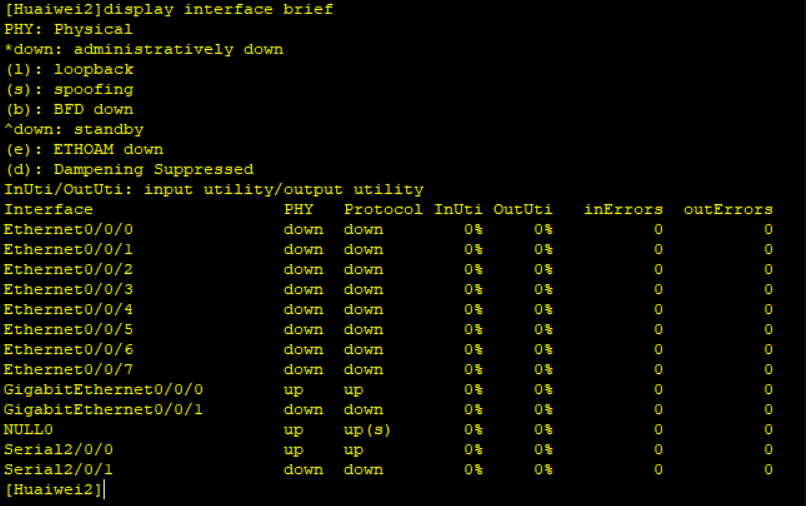 [Huaiwei2]display interface brief
PHY: Physical
*down: administratively down
(l): loopback
(s): spoofing
(b): BFD down
^down: standby
(e): ETHOAM down
(d): Dampening Suppressed
InUti/OutUti: input utility/output utility
Interface PHY Protocol InUti OutUti inErrors outErrors
Ethernet0/0/0 down down 0% 0% 0 0
Ethernet0/0/1 down down 0% 0% 0 0
Ethernet0/0/2 down down 0% 0% 0 0
Ethernet0/0/3 down down 0% 0% 0 0
Ethernet0/0/4 down down 0% 0% 0 0
Ethernet0/0/5 down down 0% 0% 0 0
Ethernet0/0/6 down down 0% 0% 0 0
Ethernet0/0/7 down down 0% 0% 0 0
GigabitEthernet0/0/0 up up 0% 0% 0 0
GigabitEthernet0/0/1 down down 0% 0% 0 0
NULL0 up up(s) 0% 0% 0 0
Serial2/0/0 up up 0% 0% 0 0
Serial2/0/1 down down 0% 0% 0 0
[Huaiwei2]